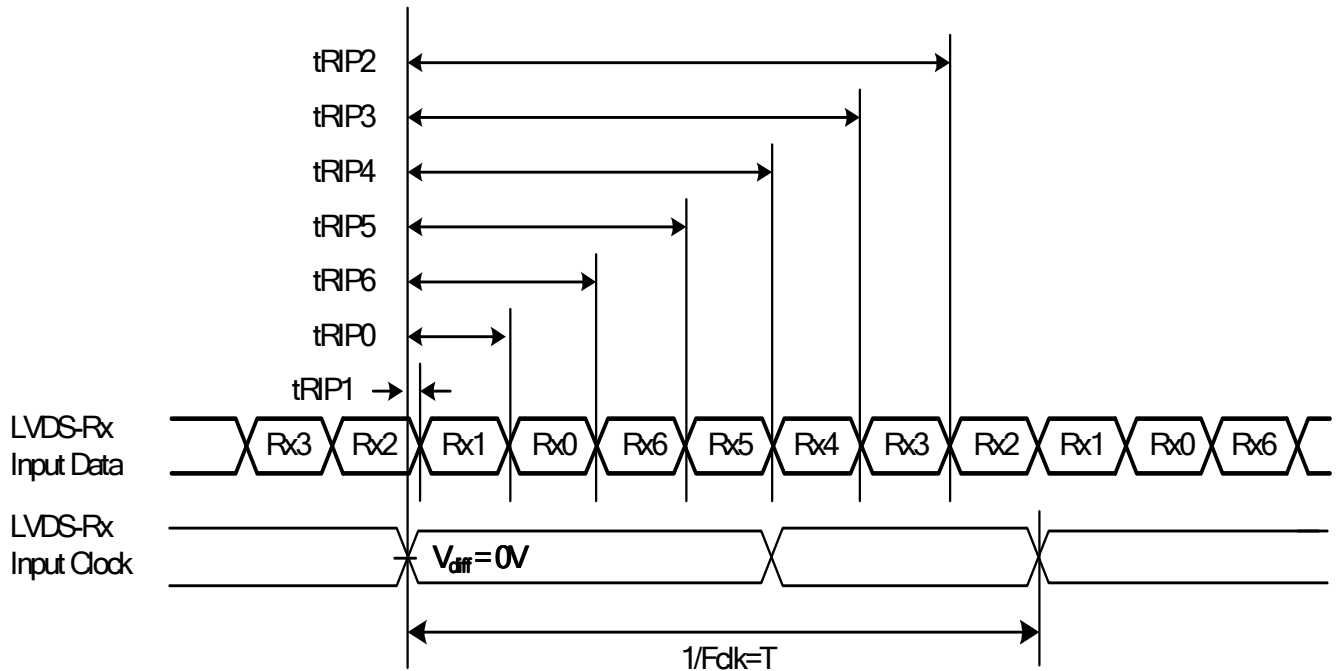 tRIP2
tRIP3
tRIP4
tRIP5
tRIP6
tRIP0
tRIP1
LVDS-Rx
Input Data
Rx3 Rx2 Rx1 Rx0 Rx6 Rx5 Rx4 Rx3 Rx2 Rx1 Rx0 Rx6
LVDS-Rx
Input Clock
Vdiff = 0V
1/Fclk=T